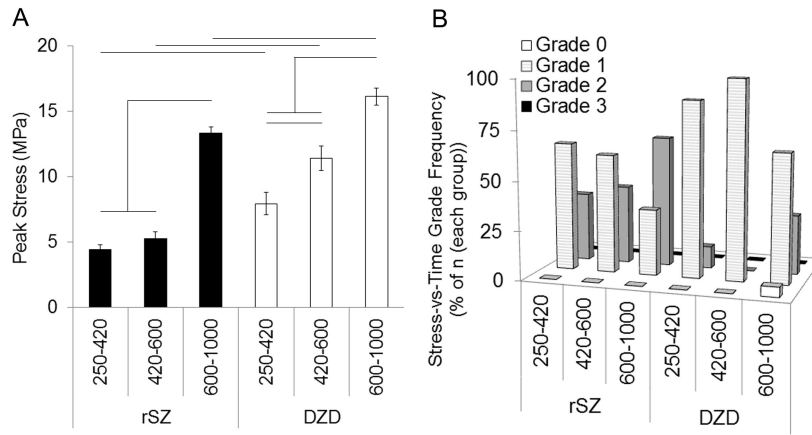 A
Peak Stress (MPa)
20
15
10
5
0
250-420
420-600
600-1000
250-420
420-600
600-1000
rSZ
DZD
B
Grade 0
Grade 1
Grade 2
Grade 3
Stress-vs-Time Grade Frequency
(% of n (each group))
100
75
50
25
0
250-420
420-600
600-1000
250-420
420-600
600-1000
rSZ
DZD